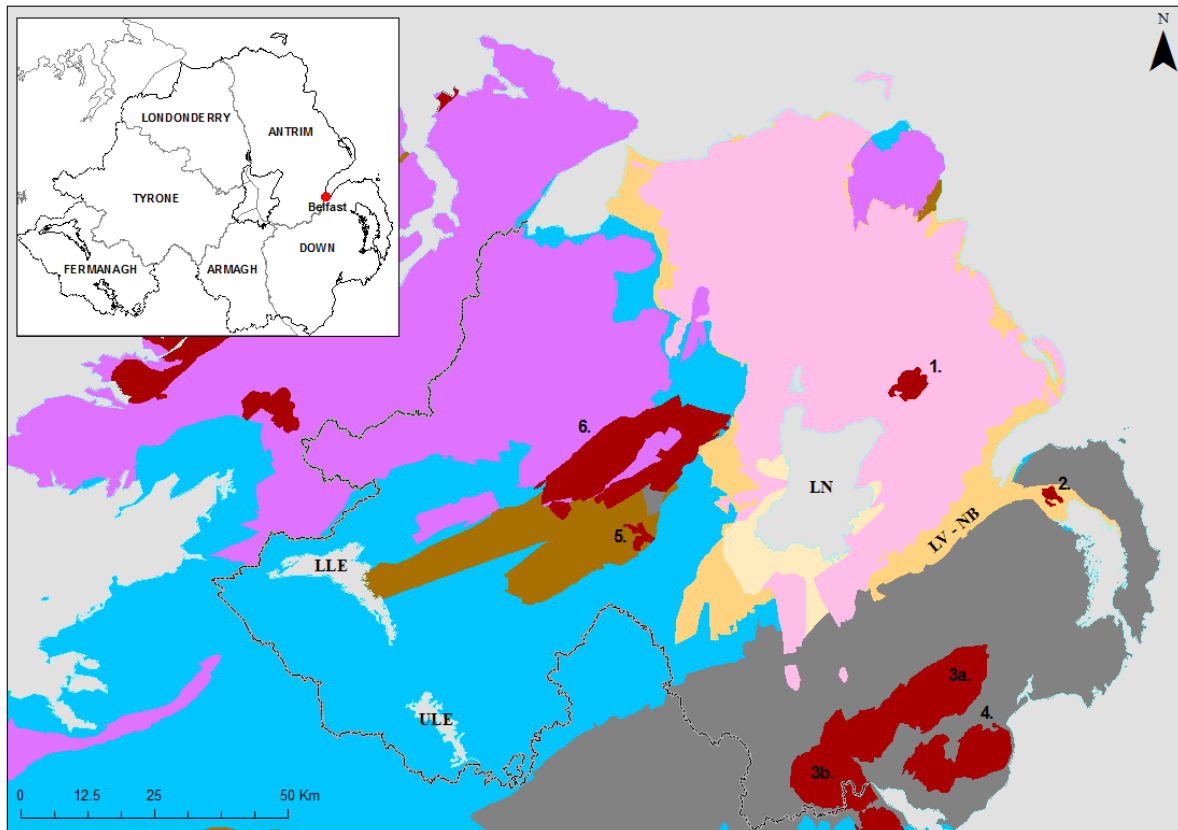 N
LONDONDERRY
ANTRIM
TYRONE
Belfast
DOWN
FERMANAGH
ARMAGH
1.
6.
LN
2.
LV - NB
5.
LLE
3a.
4.
ULE
3b.
0 12.5 25 50 Km